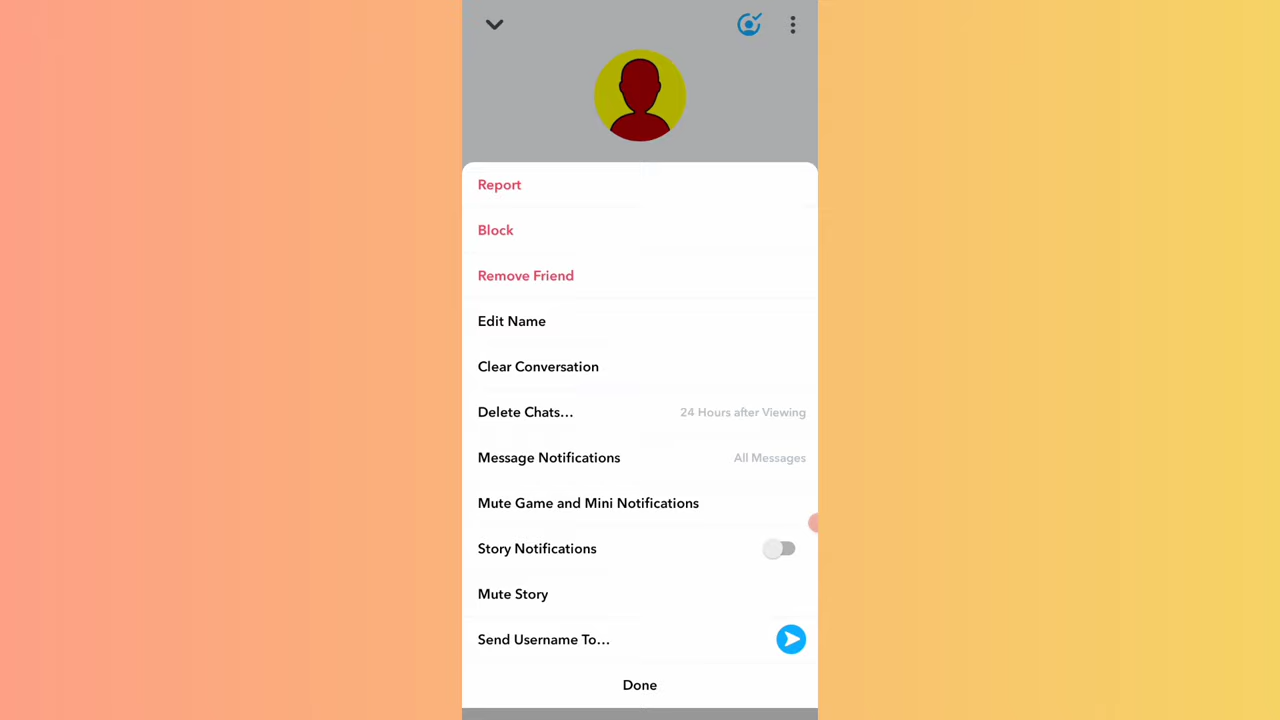 Report
Block
Remove Friend
Edit Name
Clear Conversation
Delete Chats... 24 Hours after Viewing
Message Notifications All Messages
Mute Game and Mini Notifications
Story Notifications
Mute Story
Send Username To...
Done